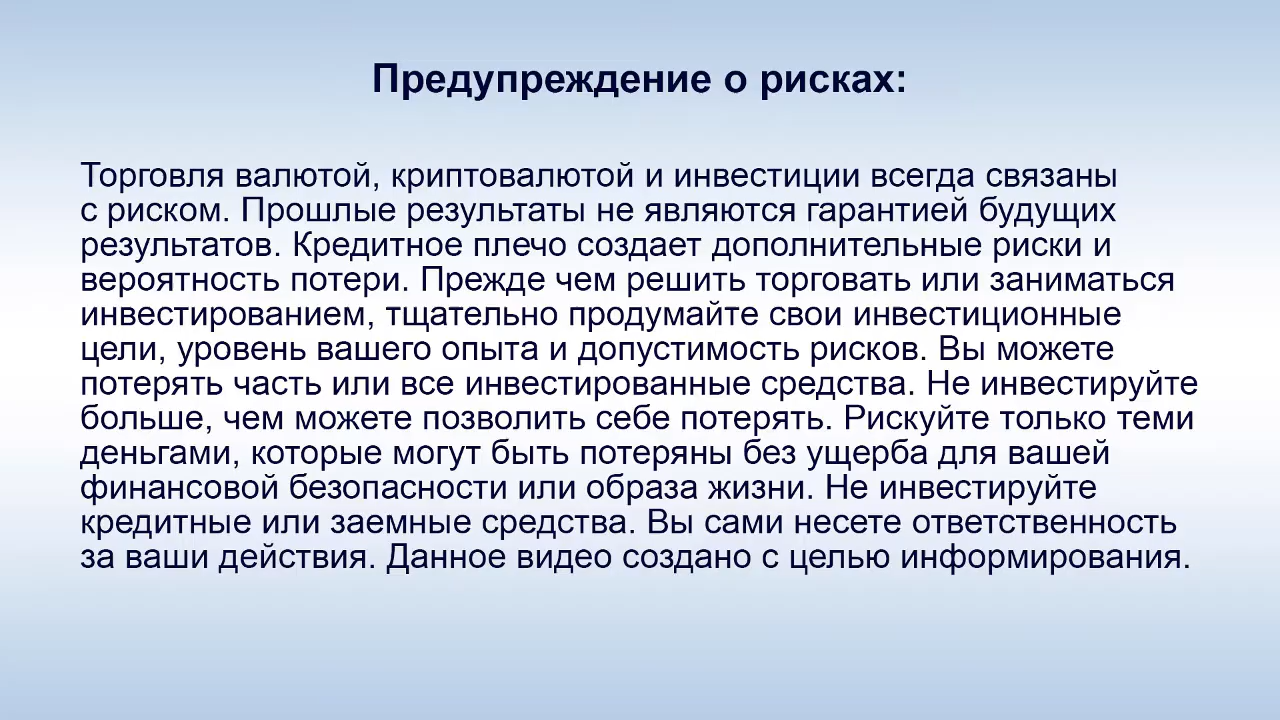 Предупреждение о рисках:
Торговля валютой, криптовалютой и инвестиции всегда связаны
с риском. Прошлые результаты не являются гарантией будущих
результатов. Кредитное плечо создает дополнительные риски и
вероятность потери. Прежде чем решить торговать или заниматься
инвестированием, тщательно продумайте свои инвестиционные
цели, уровень вашего опыта и допустимость рисков. Вы можете
потерять часть или все инвестированные средства. Не инвестируйте
больше, чем можете позволить себе потерять. Рискуйте только теми
деньгами, которые могут быть потеряны без ущерба для вашей
финансовой безопасности или образа жизни. Не инвестируйте
кредитные или заемные средства. Вы сами несете ответственность
за ваши действия. Данное видео создано с целью информирования.